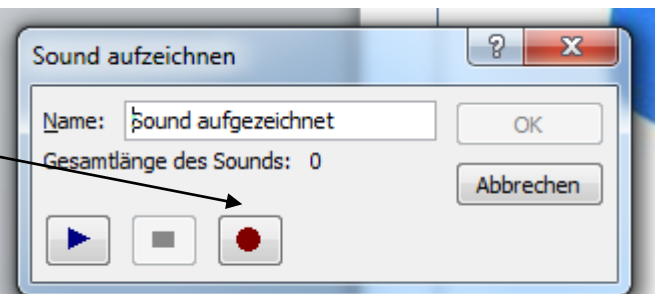 Sound aufzeichnen
Name: Sound aufgezeichnet
OK
Gesamtlänge des Sounds: 0
Abbrechen